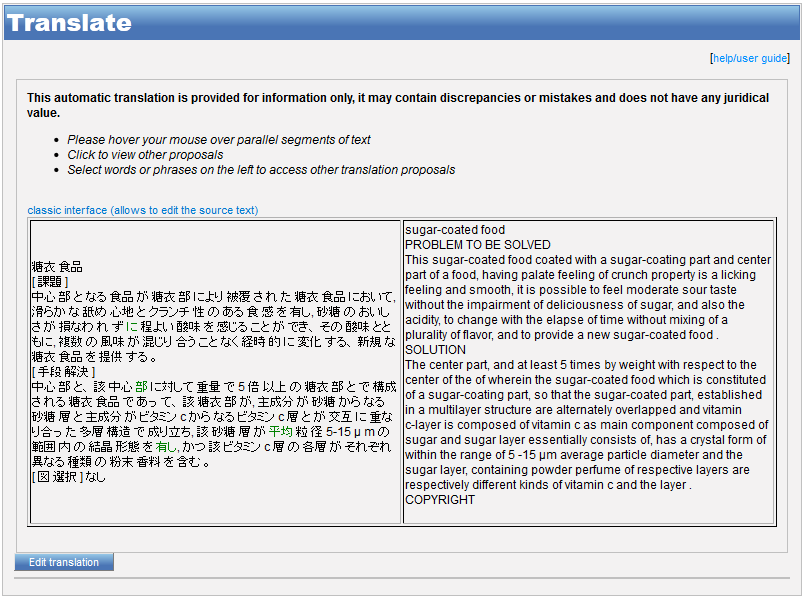 Translate
[help/user guide]
This automatic translation is provided for information only, it may contain discrepancies or mistakes and does not have any juridical
value.
• Please hover your mouse over parallel segments of text
• Click to view other proposals
• Select words or phrases on the left to access other translation proposals
classic interface (allows to edit the source text)
糖衣 食品
[ 課題 ]
中心 部 と なる 食品 が 糖衣 部 に より 被覆 さ れ た 糖衣 食品 に おい て,
滑らか な 舐め 心地 と クランチ 性 の ある 食 感 を 有し, 砂糖 の おいし
さ が 損なわ れ ず に 程よい 酸味 を 感じる こと が でき、その 酸味 と と
も に, 複数 の 風味 が 混じり 合う こと なく 経時 的 に 変化 する、新規 な
糖衣 食品 を 提供 する 。
[ 手段 解決 ]
中心 部 と、該 中心 部 に 対し て 重量 で 5 倍 以上 の 糖衣 部 と で 構成
さ れる 糖衣 食品 で あっ て、該 糖衣 部 が, 主成分 が 砂糖 から なる
砂糖 層 と 主成分 が ビタミン c から なる ビタミン c 層 と が 交互 に 重な
り 合っ た 多層 構造 で 成り立ち, 該 砂糖 層 が 平均 粒 径 5-15 μ m の
範囲 内 の 結晶 形態 を 有し, かつ 該 ビタミン c 層 の 各層 が それぞれ
異なる 種類 の 粉末 香料 を 含む 。
[ 図 選択 ] なし
sugar-coated food
PROBLEM TO BE SOLVED
This sugar-coated food coated with a sugar-coating part and center
part of a food, having palate feeling of crunch property is a licking
feeling and smooth, it is possible to feel moderate sour taste
without the impairment of deliciousness of sugar, and also the
acidity, to change with the elapse of time without mixing of a
plurality of flavor, and to provide a new sugar-coated food .
SOLUTION
The center part, and at least 5 times by weight with respect to the
center of the of wherein the sugar-coated food which is constituted
of a sugar-coating part, so that the sugar-coated part, established
in a multilayer structure are alternately overlapped and vitamin
c-layer is composed of vitamin c as main component composed of
sugar and sugar layer essentially consists of, has a crystal form of
within the range of 5 -15 μm average particle diameter and the
sugar layer, containing powder perfume of respective layers are
respectively different kinds of vitamin c and the layer .
COPYRIGHT
Edit translation